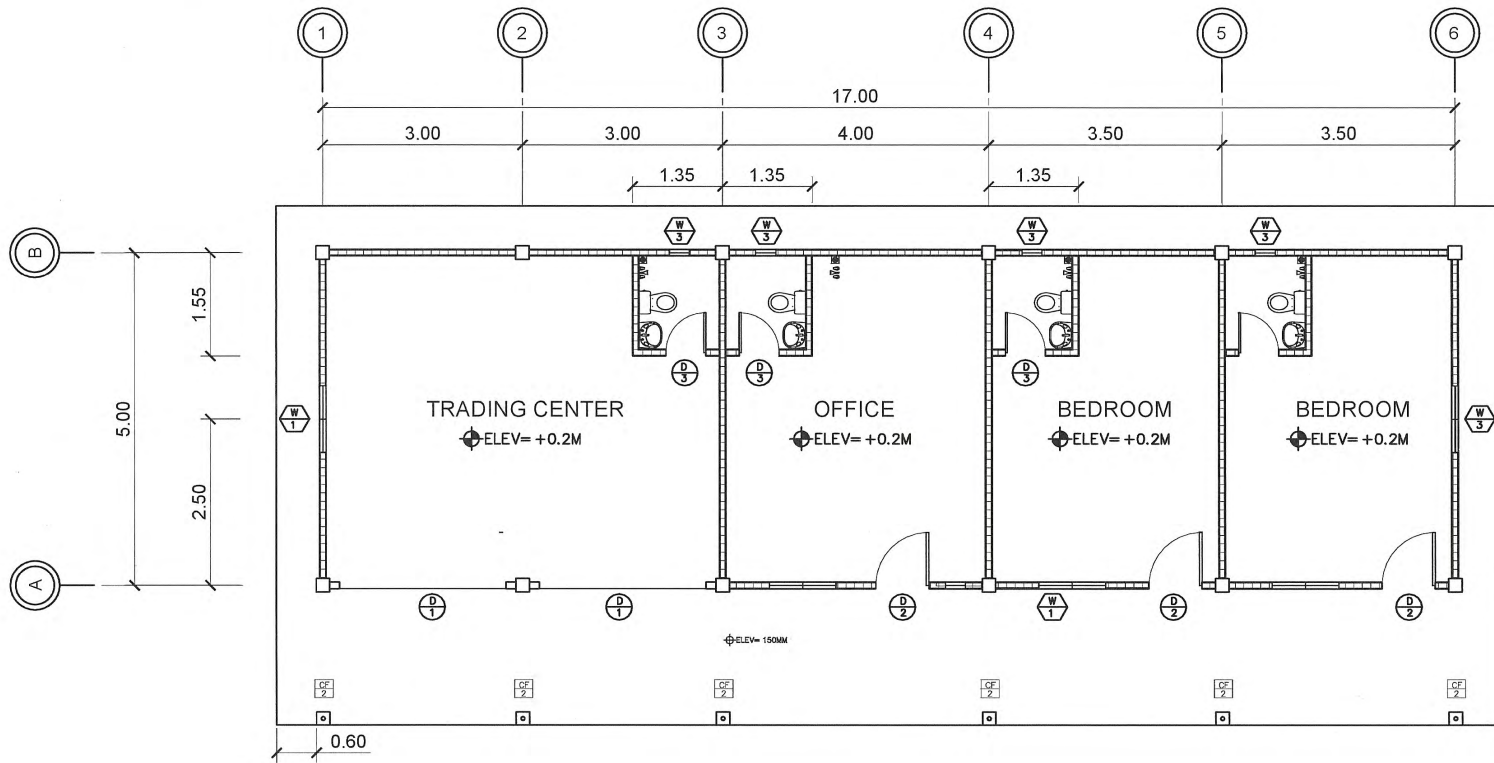 1 2 3 4 5 6
17.00
3.00 3.00 4.00 3.50 3.50
1.35 1.35 1.35
W 3 W 3 W 3 W 3
B
1.55
D 3 D 3 D 3
5.00
W 1 TRADING CENTER OFFICE BEDROOM BEDROOM W 3
ELEV= +0.2M ELEV= +0.2M ELEV= +0.2M ELEV= +0.2M
2.50
A
D 1 D 1 D 2 W 1 D 2 D 2
ELEV= 150MM
CF 2 CF 2 CF 2 CF 2 CF 2 CF 2
0.60